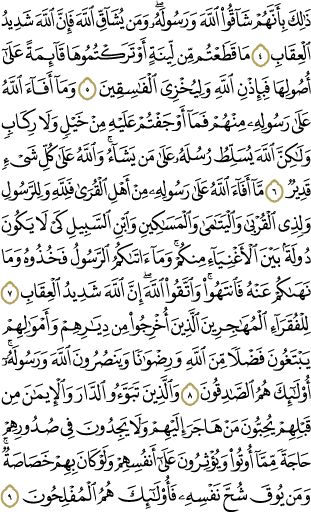 ذَٰلِكَ بِأَنَّهُمْ شَآقُّوا۟ ٱللَّهَ وَرَسُولَهُۥ ۖ وَمَن يُشَآقِّ ٱللَّهَ فَإِنَّ ٱللَّهَ شَدِيدُ
ٱلْعِقَابِ ٤ مَا قَطَعْتُم مِّن لِّينَةٍ أَوْ تَرَكْتُمُوهَا قَآئِمَةً عَلَىٰٓ
أُصُولِهَا فَبِإِذْنِ ٱللَّهِ وَلِيُخْزِىَ ٱلْفَـٰسِقِينَ ٥ وَمَآ أَفَآءَ ٱللَّهُ
عَلَىٰ رَسُولِهِۦ مِنْهُمْ فَمَآ أَوْجَفْتُمْ عَلَيْهِ مِنْ خَيْلٍ وَلَا رِكَابٍ
وَلَـٰكِنَّ ٱللَّهَ يُسَلِّطُ رُسُلَهُۥ عَلَىٰ مَن يَشَآءُ ۚ وَٱللَّهُ عَلَىٰ كُلِّ شَىْءٍ
قَدِيرٌ ٦ مَّآ أَفَآءَ ٱللَّهُ عَلَىٰ رَسُولِهِۦ مِنْ أَهْلِ ٱلْقُرَىٰ فَلِلَّهِ وَلِلرَّسُولِ
وَلِذِى ٱلْقُرْبَىٰ وَٱلْيَتَـٰمَىٰ وَٱلْمَسَـٰكِينِ وَٱبْنِ ٱلسَّبِيلِ كَىْ لَا يَكُونَ
دُولَةًۢ بَيْنَ ٱلْأَغْنِيَآءِ مِنكُمْ ۚ وَمَآ ءَاتَىٰكُمُ ٱلرَّسُولُ فَخُذُوهُ وَمَا
نَهَىٰكُمْ عَنْهُ فَٱنتَهُوا۟ ۚ وَٱتَّقُوا۟ ٱللَّهَ ۖ إِنَّ ٱللَّهَ شَدِيدُ ٱلْعِقَابِ ٧
لِلْفُقَرَآءِ ٱلْمُهَـٰجِرِينَ ٱلَّذِينَ أُخْرِجُوا۟ مِن دِيَـٰرِهِمْ وَأَمْوَٰلِهِمْ
يَبْتَغُونَ فَضْلًا مِّنَ ٱللَّهِ وَرِضْوَٰنًا وَيَنصُرُونَ ٱللَّهَ وَرَسُولَهُۥٓ ۚ
أُو۟لَـٰٓئِكَ هُمُ ٱلصَّـٰدِقُونَ ٨ وَٱلَّذِينَ تَبَوَّءُو ٱلدَّارَ وَٱلْإِيمَـٰنَ مِن
قَبْلِهِمْ يُحِبُّونَ مَنْ هَاجَرَ إِلَيْهِمْ وَلَا يَجِدُونَ فِى صُدُورِهِمْ
حَاجَةً مِّمَّآ أُوتُوا۟ وَيُؤْثِرُونَ عَلَىٰٓ أَنفُسِهِمْ وَلَوْ كَانَ بِهِمْ خَصَاصَةٌ ۚ
وَمَن يُوقَ شُحَّ نَفْسِهِۦ فَأُو۟لَـٰٓئِكَ هُمُ ٱلْمُفْلِحُونَ ٩